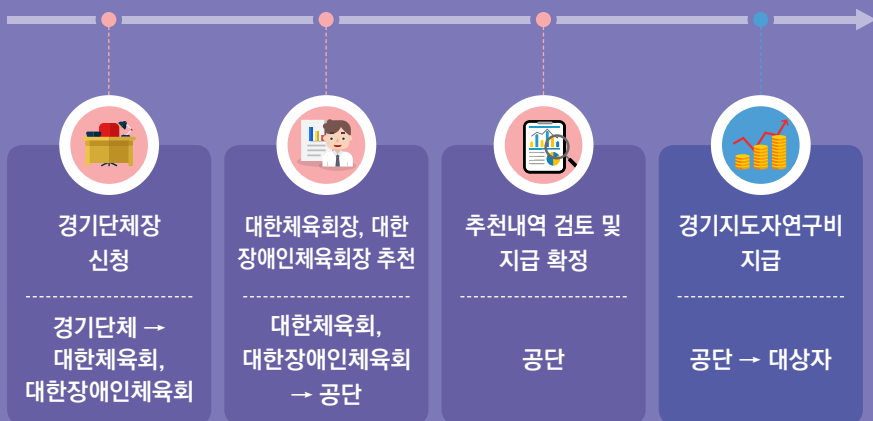 경기단체장
신청
경기단체 →
대한체육회,
대한장애인체육회
대한체육회장, 대한
장애인체육회장 추천
대한체육회,
대한장애인체육회
→ 공단
추천내역 검토 및
지급 확정
공단
경기지도자연구비
지급
공단 → 대상자